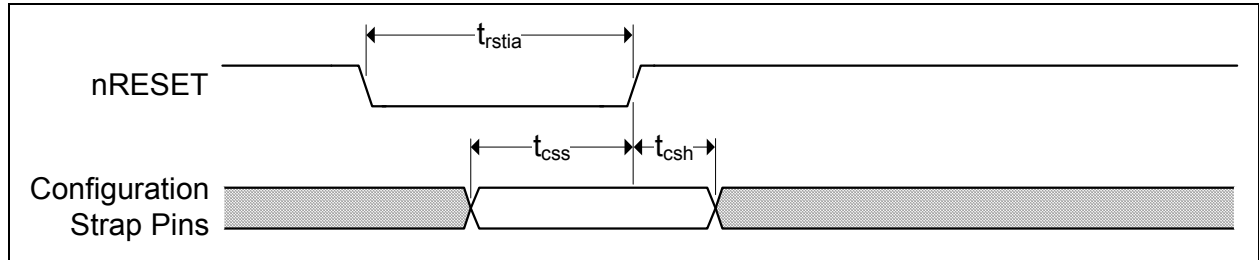 t_rstia
nRESET
t_css t_csh
Configuration
Strap Pins